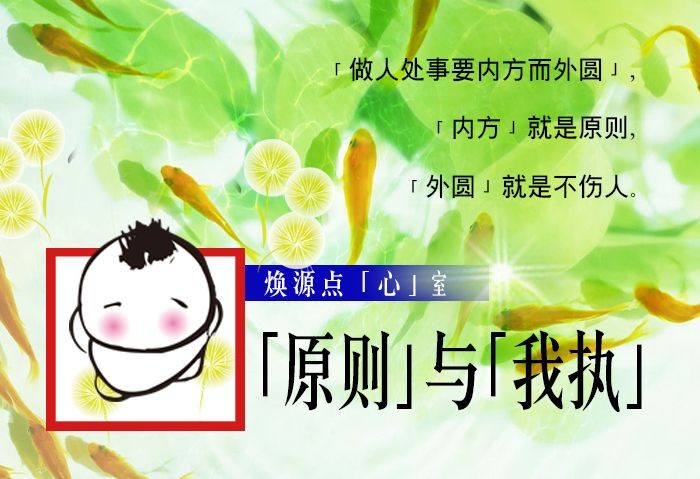 「做人处事要内方而外圆」,
「内方」就是原则,
「外圆」就是不伤人。
焕源点「心」室
「原则」与「我执」